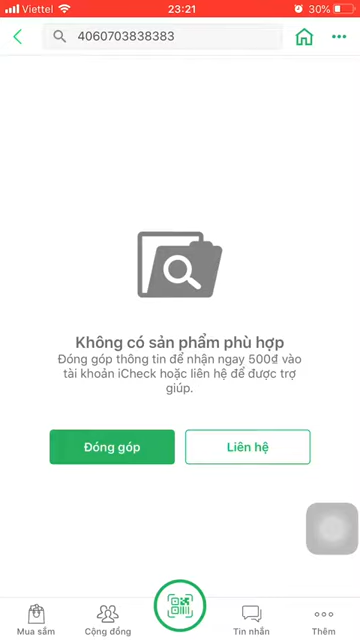 Viettel 23:21 30%
4060703838383
Không có sản phẩm phù hợp
Đóng góp thông tin để nhận ngay 500₫ vào
tài khoản iCheck hoặc liên hệ để được trợ
giúp.
Đóng góp Liên hệ
Mua sắm Cộng đồng Tin nhắn Thêm